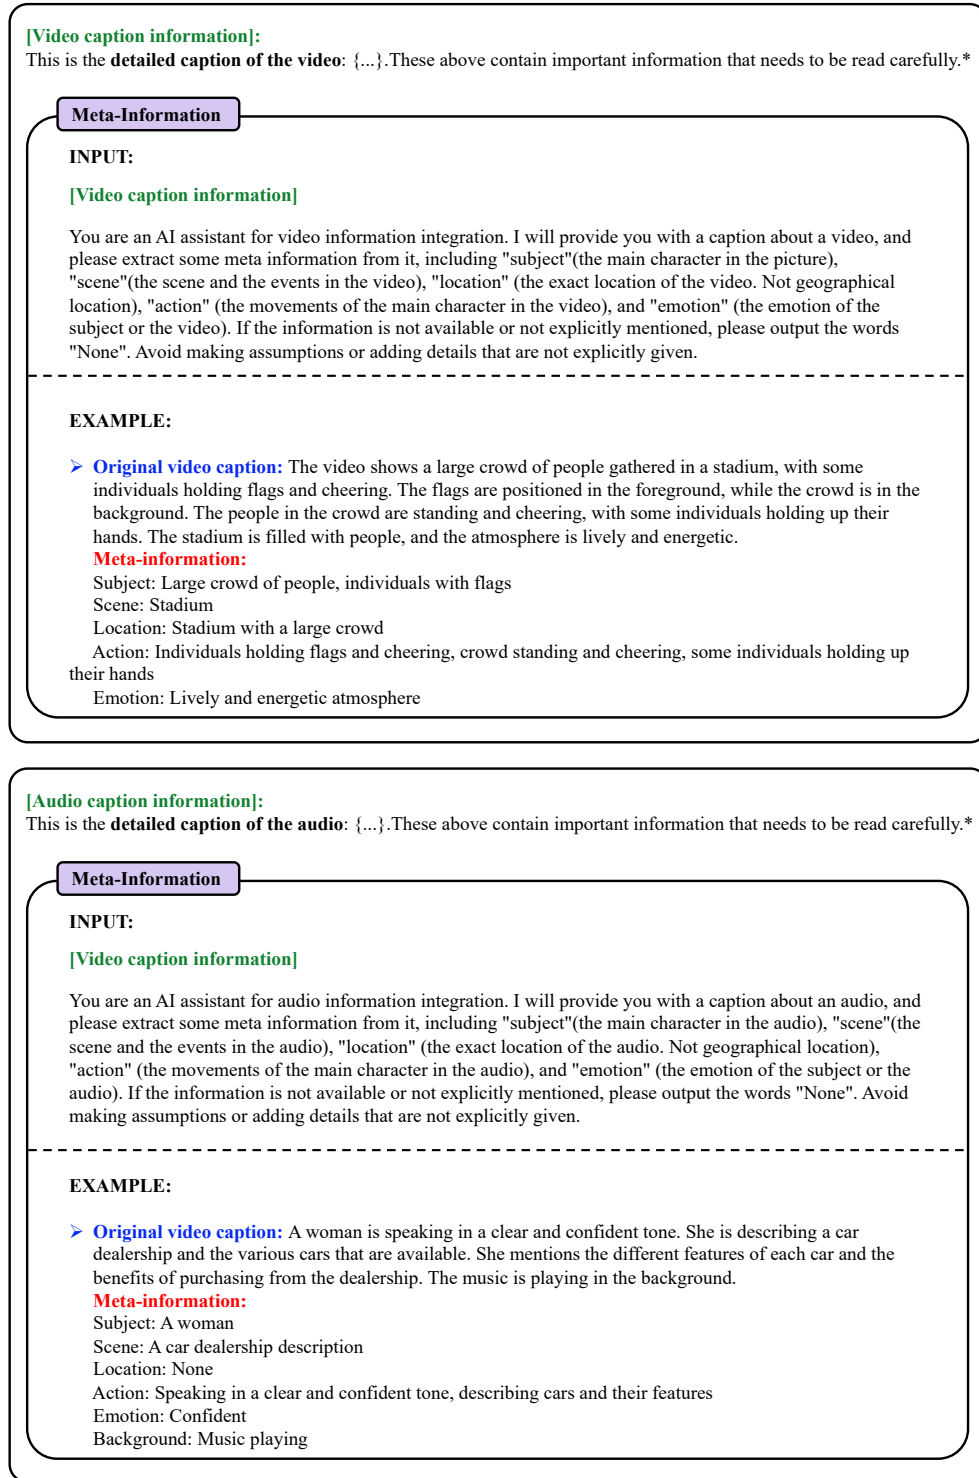 [Video caption information]:
This is the detailed caption of the video: {...}.These above contain important information that needs to be read carefully.*
Meta-Information
INPUT:
[Video caption information]
You are an AI assistant for video information integration. I will provide you with a caption about a video, and
please extract some meta information from it, including "subject"(the main character in the picture),
"scene"(the scene and the events in the video), "location" (the exact location of the video. Not geographical
location), "action" (the movements of the main character in the video), and "emotion" (the emotion of the
subject or the video). If the information is not available or not explicitly mentioned, please output the words
"None". Avoid making assumptions or adding details that are not explicitly given.
EXAMPLE:
➢ Original video caption: The video shows a large crowd of people gathered in a stadium, with some
individuals holding flags and cheering. The flags are positioned in the foreground, while the crowd is in the
background. The people in the crowd are standing and cheering, with some individuals holding up their
hands. The stadium is filled with people, and the atmosphere is lively and energetic.
Meta-information:
Subject: Large crowd of people, individuals with flags
Scene: Stadium
Location: Stadium with a large crowd
Action: Individuals holding flags and cheering, crowd standing and cheering, some individuals holding up
their hands
Emotion: Lively and energetic atmosphere
[Audio caption information]:
This is the detailed caption of the audio: {...}.These above contain important information that needs to be read carefully.*
Meta-Information
INPUT:
[Video caption information]
You are an AI assistant for audio information integration. I will provide you with a caption about an audio, and
please extract some meta information from it, including "subject"(the main character in the audio), "scene"(the
scene and the events in the audio), "location" (the exact location of the audio. Not geographical location),
"action" (the movements of the main character in the audio), and "emotion" (the emotion of the subject or the
audio). If the information is not available or not explicitly mentioned, please output the words "None". Avoid
making assumptions or adding details that are not explicitly given.
EXAMPLE:
➢ Original video caption: A woman is speaking in a clear and confident tone. She is describing a car
dealership and the various cars that are available. She mentions the different features of each car and the
benefits of purchasing from the dealership. The music is playing in the background.
Meta-information:
Subject: A woman
Scene: A car dealership description
Location: None
Action: Speaking in a clear and confident tone, describing cars and their features
Emotion: Confident
Background: Music playing